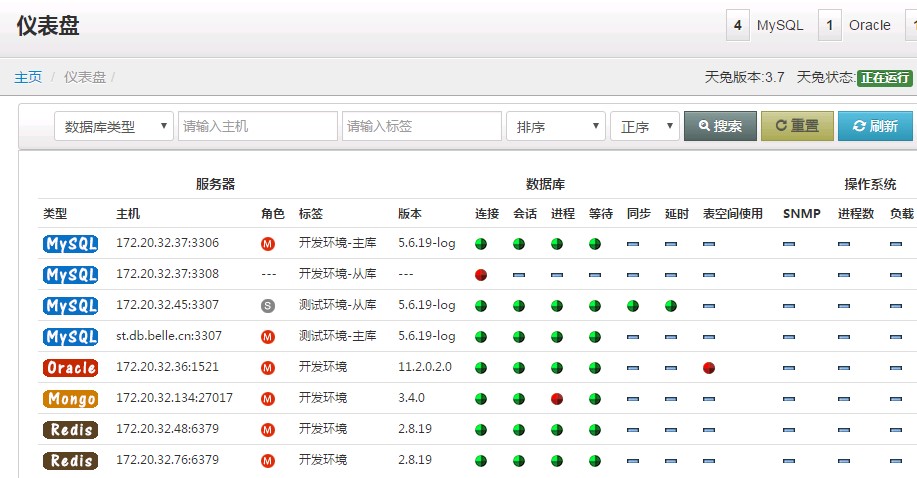 仪表盘
4 MySQL 1 Oracle
主页 / 仪表盘 /
天兔版本:3.7 天兔状态: 正在运行
数据库类型 请输入主机 请输入标签 排序 正序 搜索 重置 刷新
服务器 数据库 操作系统
类型 主机 角色 标签 版本 连接 会话 进程 等待 同步 延时 表空间使用 SNMP 进程数 负载
MySQL 172.20.32.37:3306 M 开发环境-主库 5.6.19-log
MySQL 172.20.32.37:3308 --- 开发环境-从库 ---
MySQL 172.20.32.45:3307 S 测试环境-从库 5.6.19-log
MySQL st.db.belle.cn:3307 M 测试环境-主库 5.6.19-log
Oracle 172.20.32.36:1521 M 开发环境 11.2.0.2.0
Mongo 172.20.32.134:27017 M 开发环境 3.4.0
Redis 172.20.32.48:6379 M 开发环境 2.8.19
Redis 172.20.32.76:6379 M 开发环境 2.8.19